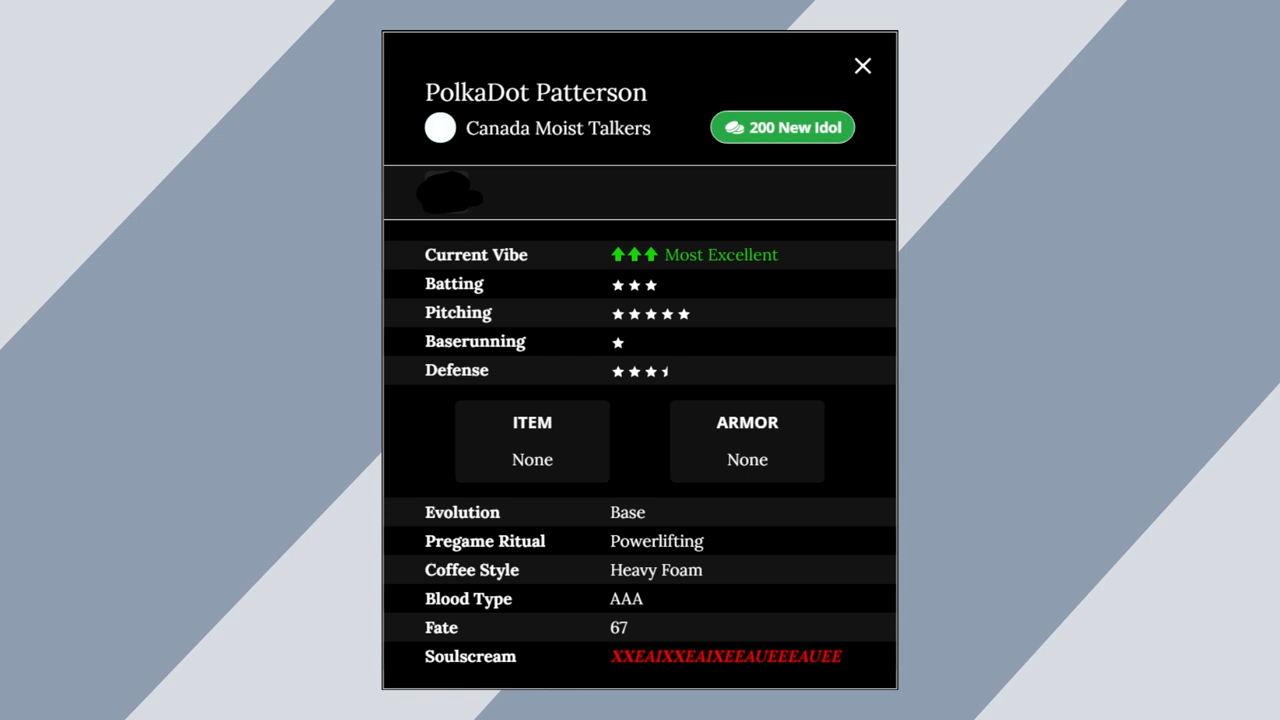 PolkaDot Patterson
Canada Moist Talkers
200 New Idol
Current Vibe Most Excellent
Batting
Pitching
Baserunning
Defense
ITEM ARMOR
None None
Evolution Base
Pregame Ritual Powerlifting
Coffee Style Heavy Foam
Blood Type AAA
Fate 67
Soulscream XXEAIXXEAIXEEAUEEEAUEE